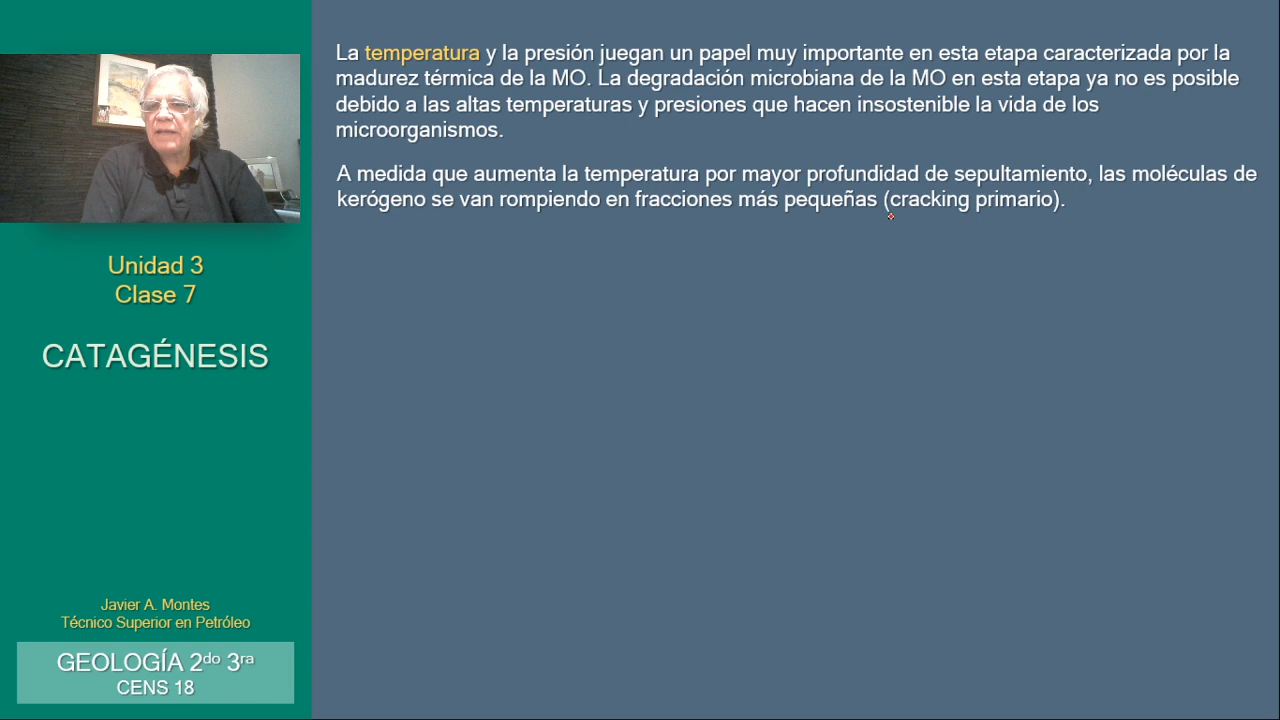 La temperatura y la presión juegan un papel muy importante en esta etapa caracterizada por la
madurez térmica de la MO. La degradación microbiana de la MO en esta etapa ya no es posible
debido a las altas temperaturas y presiones que hacen insostenible la vida de los
microorganismos.
A medida que aumenta la temperatura por mayor profundidad de sepultamiento, las moléculas de
kerógeno se van rompiendo en fracciones más pequeñas (cracking primario).
Unidad 3
Clase 7
CATAGÉNESIS
Javier A. Montes
Técnico Superior en Petróleo
GEOLOGÍA 2do 3ra
CENS 18